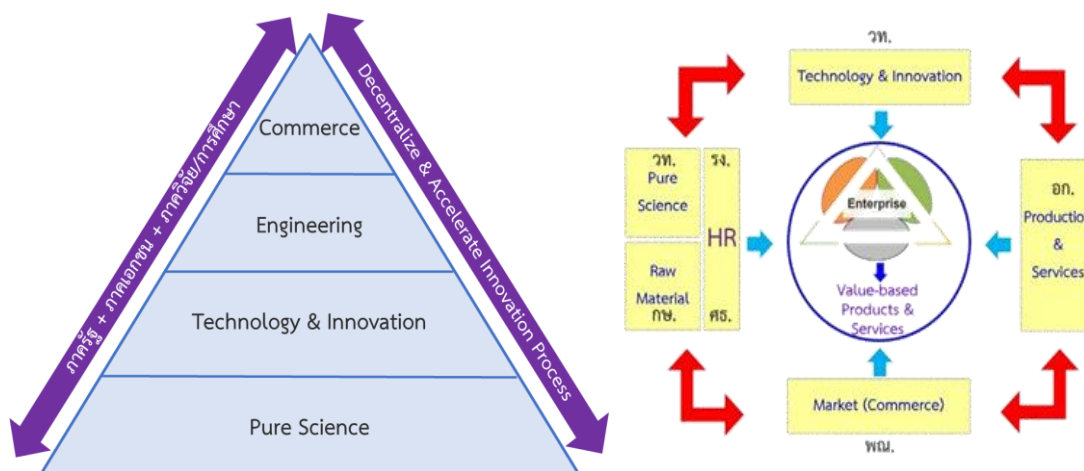 ภาครัฐ + ภาคเอกชน + ภาควิจัย/การศึกษา
Decentralize & Accelerate Innovation Process
Commerce
Engineering
Technology & Innovation
Pure Science
วท.
Technology & Innovation
วท.
Pure
Science
รง.
HR
Raw
Material
กษ.
ศธ.
Enterprise
Value-based
Products &
Services
อก.
Production
&
Services
Market (Commerce)
พณ.